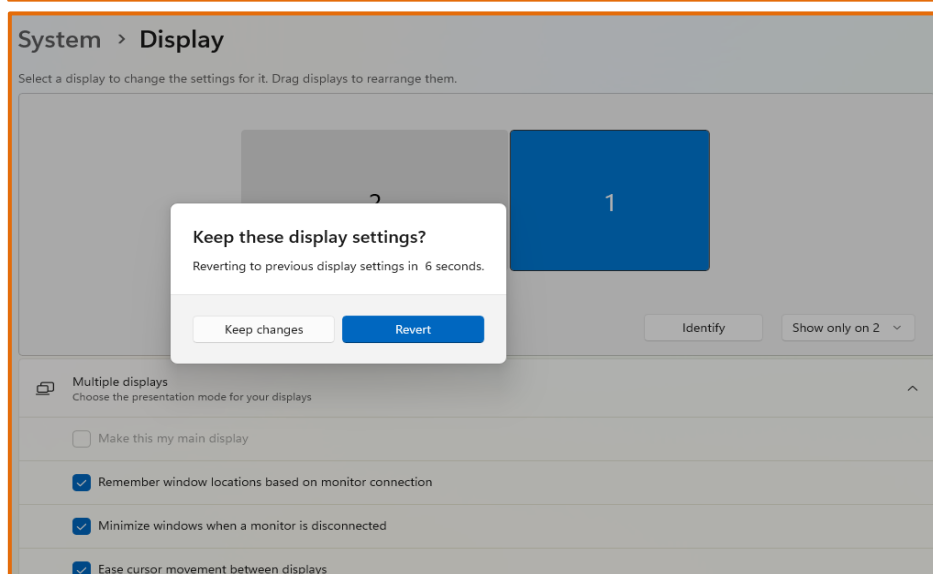 System > Display
Select a display to change the settings for it. Drag displays to rearrange them.
2
1
Keep these display settings?
Reverting to previous display settings in 6 seconds.
Keep changes
Revert
Identify
Show only on 2
Multiple displays
Choose the presentation mode for your displays
Make this my main display
Remember window locations based on monitor connection
Minimize windows when a monitor is disconnected
Ease cursor movement between displays